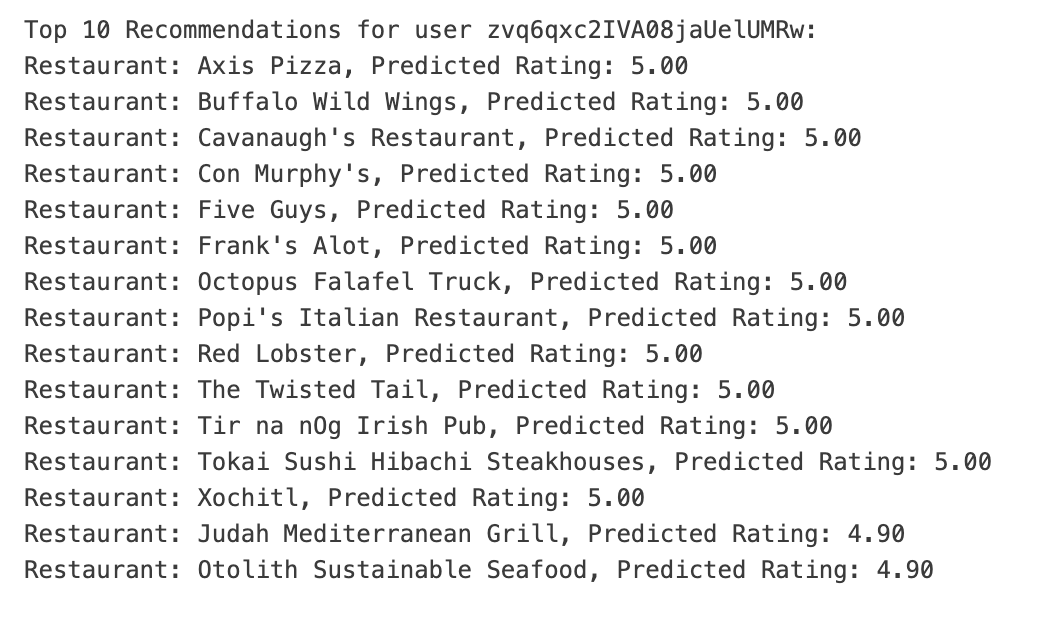 Top 10 Recommendations for user zvq6qxc2IVA08jaUelUMRw:
Restaurant: Axis Pizza, Predicted Rating: 5.00
Restaurant: Buffalo Wild Wings, Predicted Rating: 5.00
Restaurant: Cavanaugh's Restaurant, Predicted Rating: 5.00
Restaurant: Con Murphy's, Predicted Rating: 5.00
Restaurant: Five Guys, Predicted Rating: 5.00
Restaurant: Frank's Alot, Predicted Rating: 5.00
Restaurant: Octopus Falafel Truck, Predicted Rating: 5.00
Restaurant: Popi's Italian Restaurant, Predicted Rating: 5.00
Restaurant: Red Lobster, Predicted Rating: 5.00
Restaurant: The Twisted Tail, Predicted Rating: 5.00
Restaurant: Tir na nOg Irish Pub, Predicted Rating: 5.00
Restaurant: Tokai Sushi Hibachi Steakhouses, Predicted Rating: 5.00
Restaurant: Xochitl, Predicted Rating: 5.00
Restaurant: Judah Mediterranean Grill, Predicted Rating: 4.90
Restaurant: Otolith Sustainable Seafood, Predicted Rating: 4.90